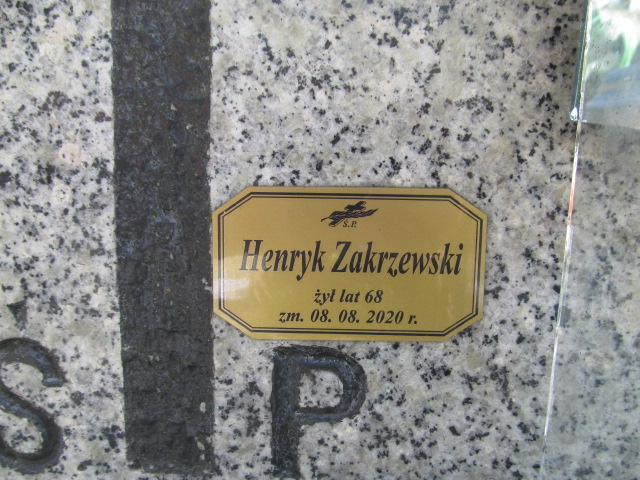 Ś.P.
Henryk Zakrzewski
żył lat 68
zm. 08. 08. 2020 r.
Ś P